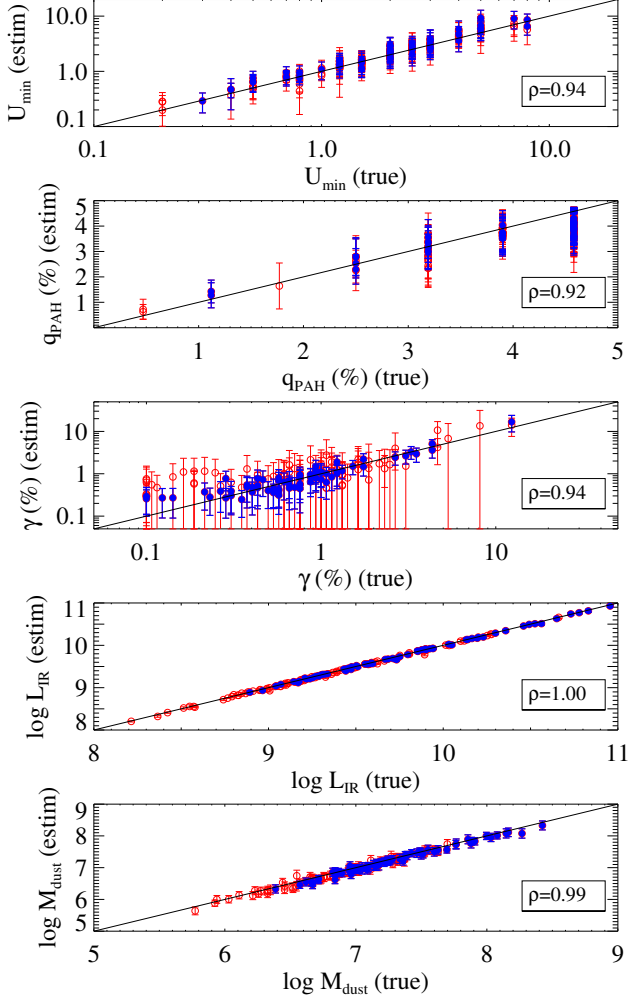 10.0
1.0
0.1
U_min (estim)
ρ=0.94
0.1 1.0 10.0
U_min (true)
5
4
3
2
1
q_PAH (%) (estim)
ρ=0.92
1 2 3 4 5
q_PAH (%) (true)
10
1
0.1
γ (%) (estim)
ρ=0.94
0.1 1 10
γ (%) (true)
11
10
9
8
log L_IR (estim)
ρ=1.00
8 9 10 11
log L_IR (true)
9
8
7
6
5
log M_dust (estim)
ρ=0.99
5 6 7 8 9
log M_dust (true)